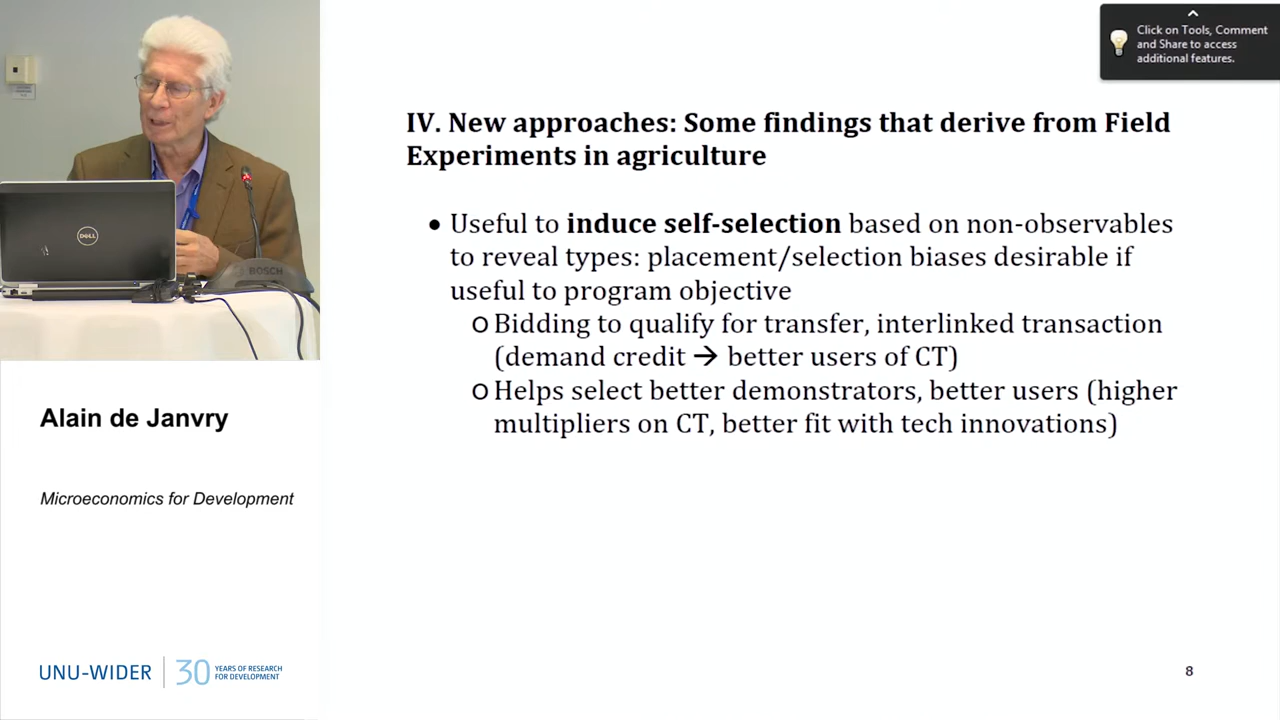 Click on Tools, Comment
and Share to access
additional features.
IV. New approaches: Some findings that derive from Field
Experiments in agriculture
• Useful to induce self-selection based on non-observables
to reveal types: placement/selection biases desirable if
useful to program objective
o Bidding to qualify for transfer, interlinked transaction
(demand credit → better users of CT)
o Helps select better demonstrators, better users (higher
multipliers on CT, better fit with tech innovations)
DELL
BOSCH
Alain de Janvry
Microeconomics for Development
UNU-WIDER
30 YEARS OF RESEARCH
FOR DEVELOPMENT
8